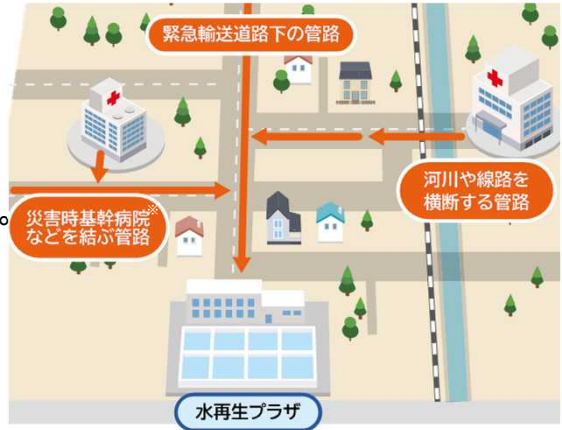 緊急輸送道路下の管路
河川や線路を
横断する管路
災害時基幹病院※
などを結ぶ管路
。
水再生プラザ